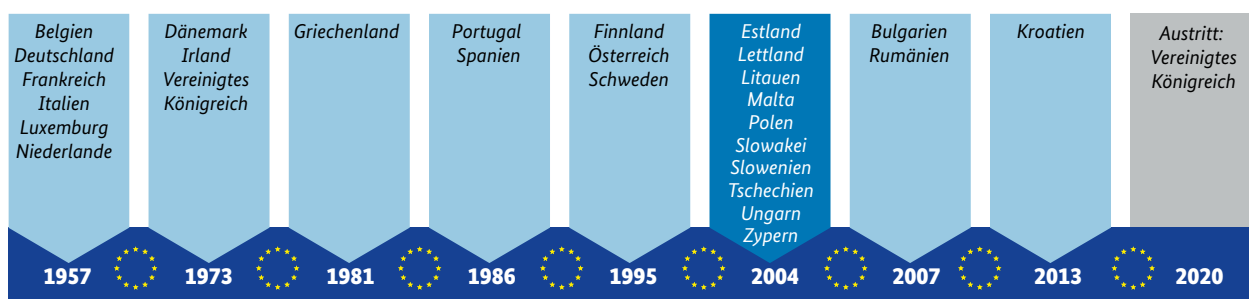 Belgien
Deutschland
Frankreich
Italien
Luxemburg
Niederlande
1957
Dänemark
Irland
Vereinigtes
Königreich
1973
Griechenland
1981
Portugal
Spanien
1986
Finnland
Österreich
Schweden
1995
Estland
Lettland
Litauen
Malta
Polen
Slowakei
Slowenien
Tschechien
Ungarn
Zypern
2004
Bulgarien
Rumänien
2007
Kroatien
2013
Austritt:
Vereinigtes
Königreich
2020